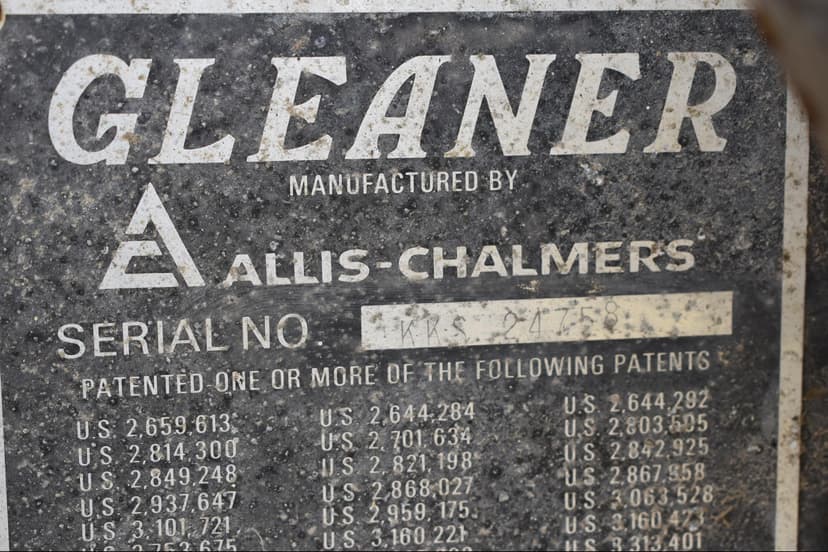 GLEANER
MANUFACTURED BY
ALLIS-CHALMERS
SERIAL NO KKS 24758
PATENTED ONE OR MORE OF THE FOLLOWING PATENTS
U.S. 2,659,613 U.S. 2,644,284 U.S. 2,644,292
U.S. 2,814,300 U.S. 2,701,634 U.S. 2,803,505
U.S. 2,849,248 U.S. 2,821,198 U.S. 2,842,925
U.S. 2,937,647 U.S. 2,868,027 U.S. 2,867,958
U.S. 3,101,721 U.S. 2,959,175 U.S. 3,063,528
U.S. 3,160,221 U.S.
U.S. 3,313,401